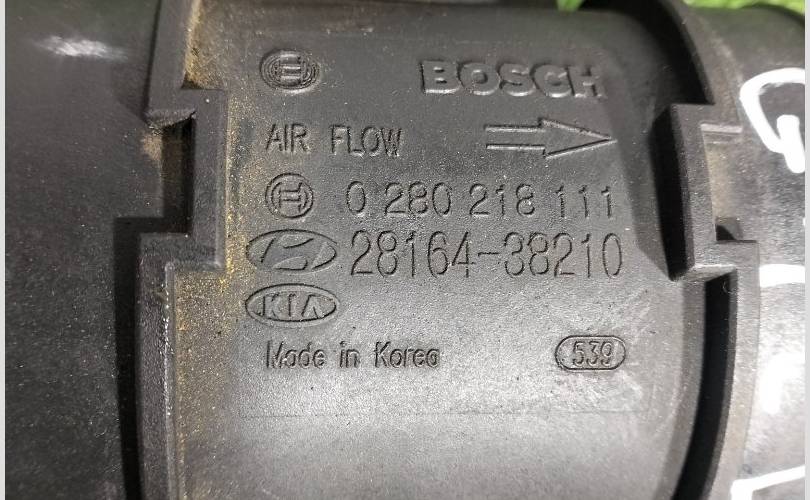 BOSCH
AIR FLOW
0 280 218 111
28164-38210
KIA
Made in Korea 539